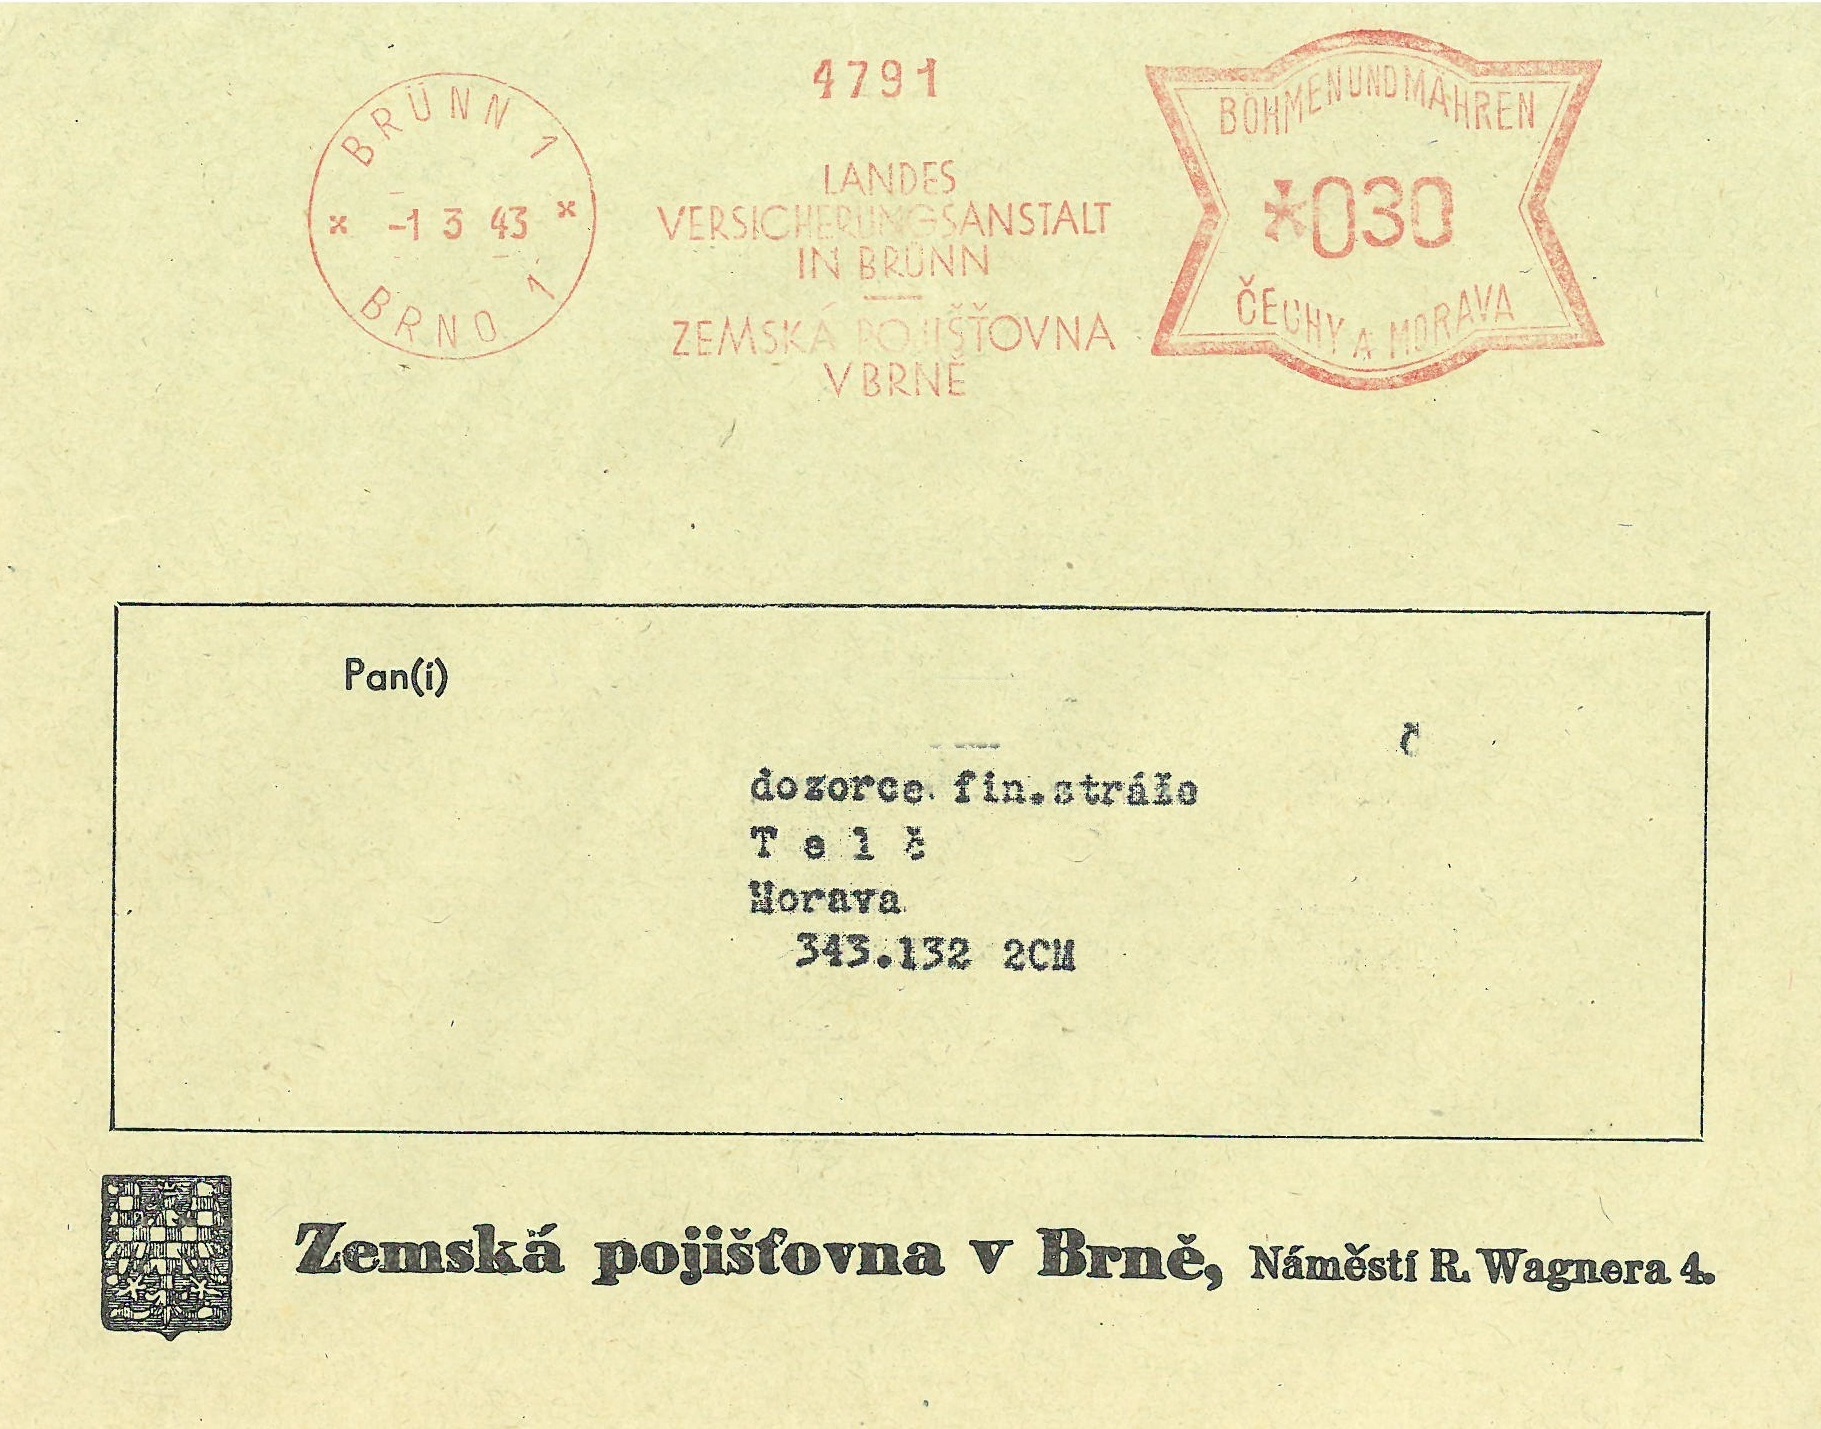 BRÜNN 1
* -1 3 43 *
BRNO 1
4791
LANDES
VERSICHERUNGSANSTALT
IN BRÜNN
ZEMSKÁ POJIŠŤOVNA
V BRNĚ
BÖHMEN UND MÄHREN
*030
ČECHY A MORAVA
Pan(í)
č
dozorce fin.stráže
T e l č
Morava
343.132 2CM
Zemská pojišťovna v Brně, Náměstí R. Wagnera 4.